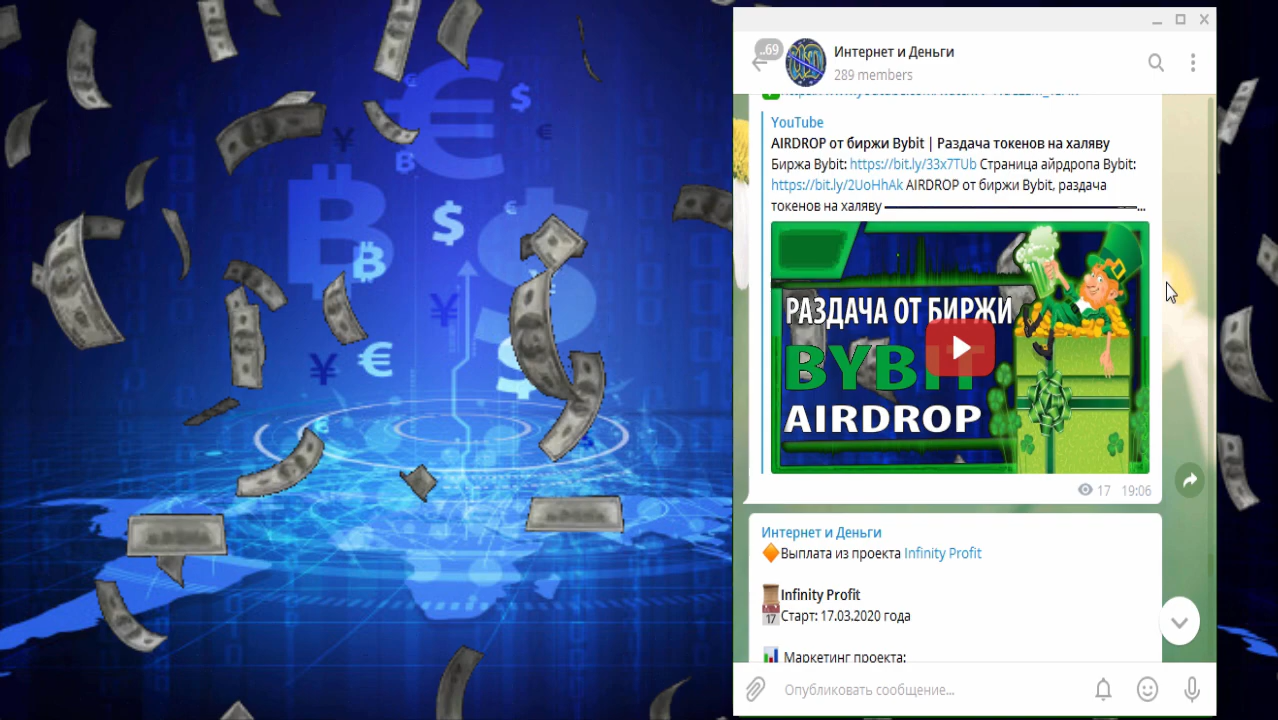 ..69
Интернет и Деньги
289 members
YouTube
AIRDROP от биржи Bybit | Раздача токенов на халяву
Биржа Bybit: https://bit.ly/33x7TUb Страница айрдропа Bybit:
https://bit.ly/2UoHhAk AIRDROP от биржи Bybit, раздача
токенов на халяву ————————————————...
РАЗДАЧА ОТ БИРЖИ
BYBIT
AIRDROP
17 19:06
Интернет и Деньги
Выплата из проекта Infinity Profit
Infinity Profit
17
Старт: 17.03.2020 года
Маркетинг проекта:
Опубликовать сообщение...